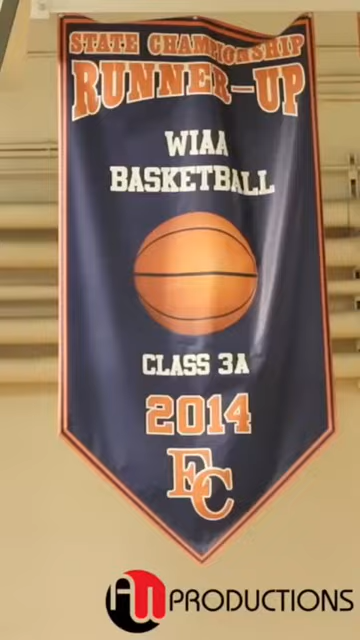 STATE CHAMPIONSHIP
RUNNER-UP
WIAA
BASKETBALL
CLASS 3A
2014
EC
PRODUCTIONS